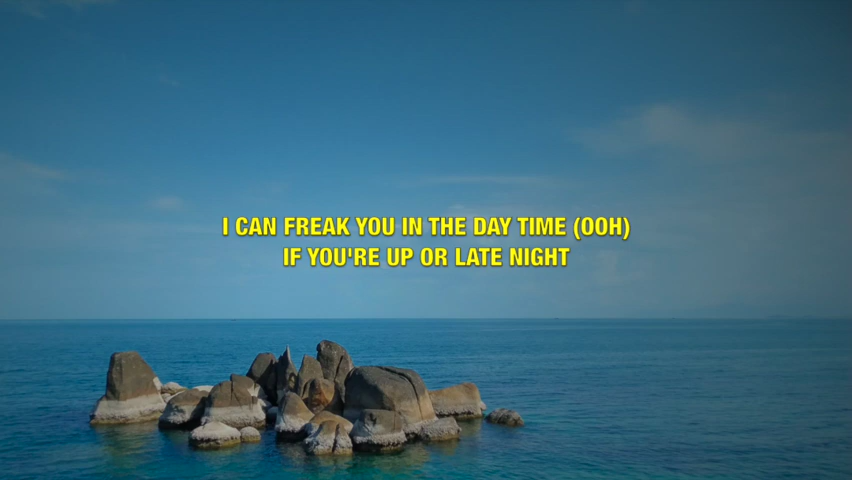 I CAN FREAK YOU IN THE DAY TIME (OOH)
IF YOU'RE UP OR LATE NIGHT